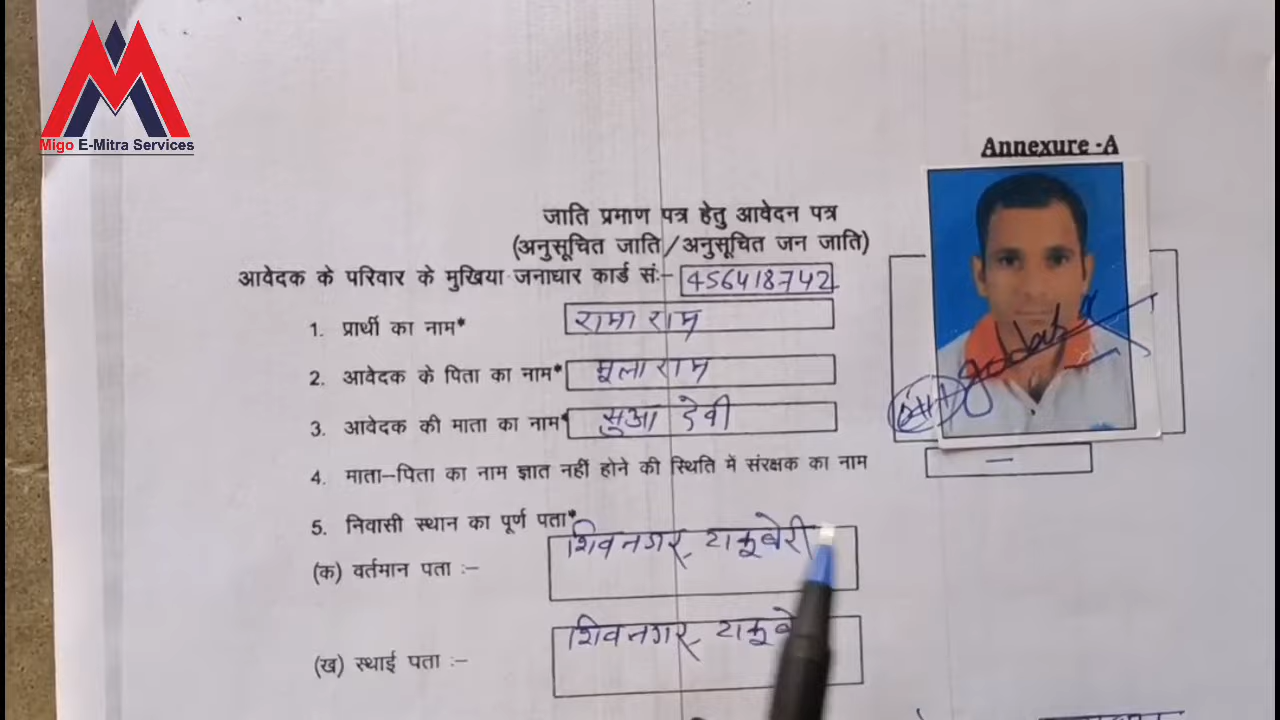 Migo E-Mitra Services
Annexure -A
जाति प्रमाण पत्र हेतु आवेदन पत्र
(अनुसूचित जाति/अनुसूचित जन जाति)
आवेदक के परिवार के मुखिया जनाधार कार्ड सं:- 456418742
1. प्रार्थी का नाम* रामा राम
2. आवेदक के पिता का नाम* मूला राम
3. आवेदक की माता का नाम* सुआ देवी
4. माता-पिता का नाम ज्ञात नहीं होने की स्थिति में संरक्षक का नाम —
5. निवासी स्थान का पूर्ण पता*
(क) वर्तमान पता :- शिवनगर, टाकूबेरी
(ख) स्थाई पता :- शिवनगर,